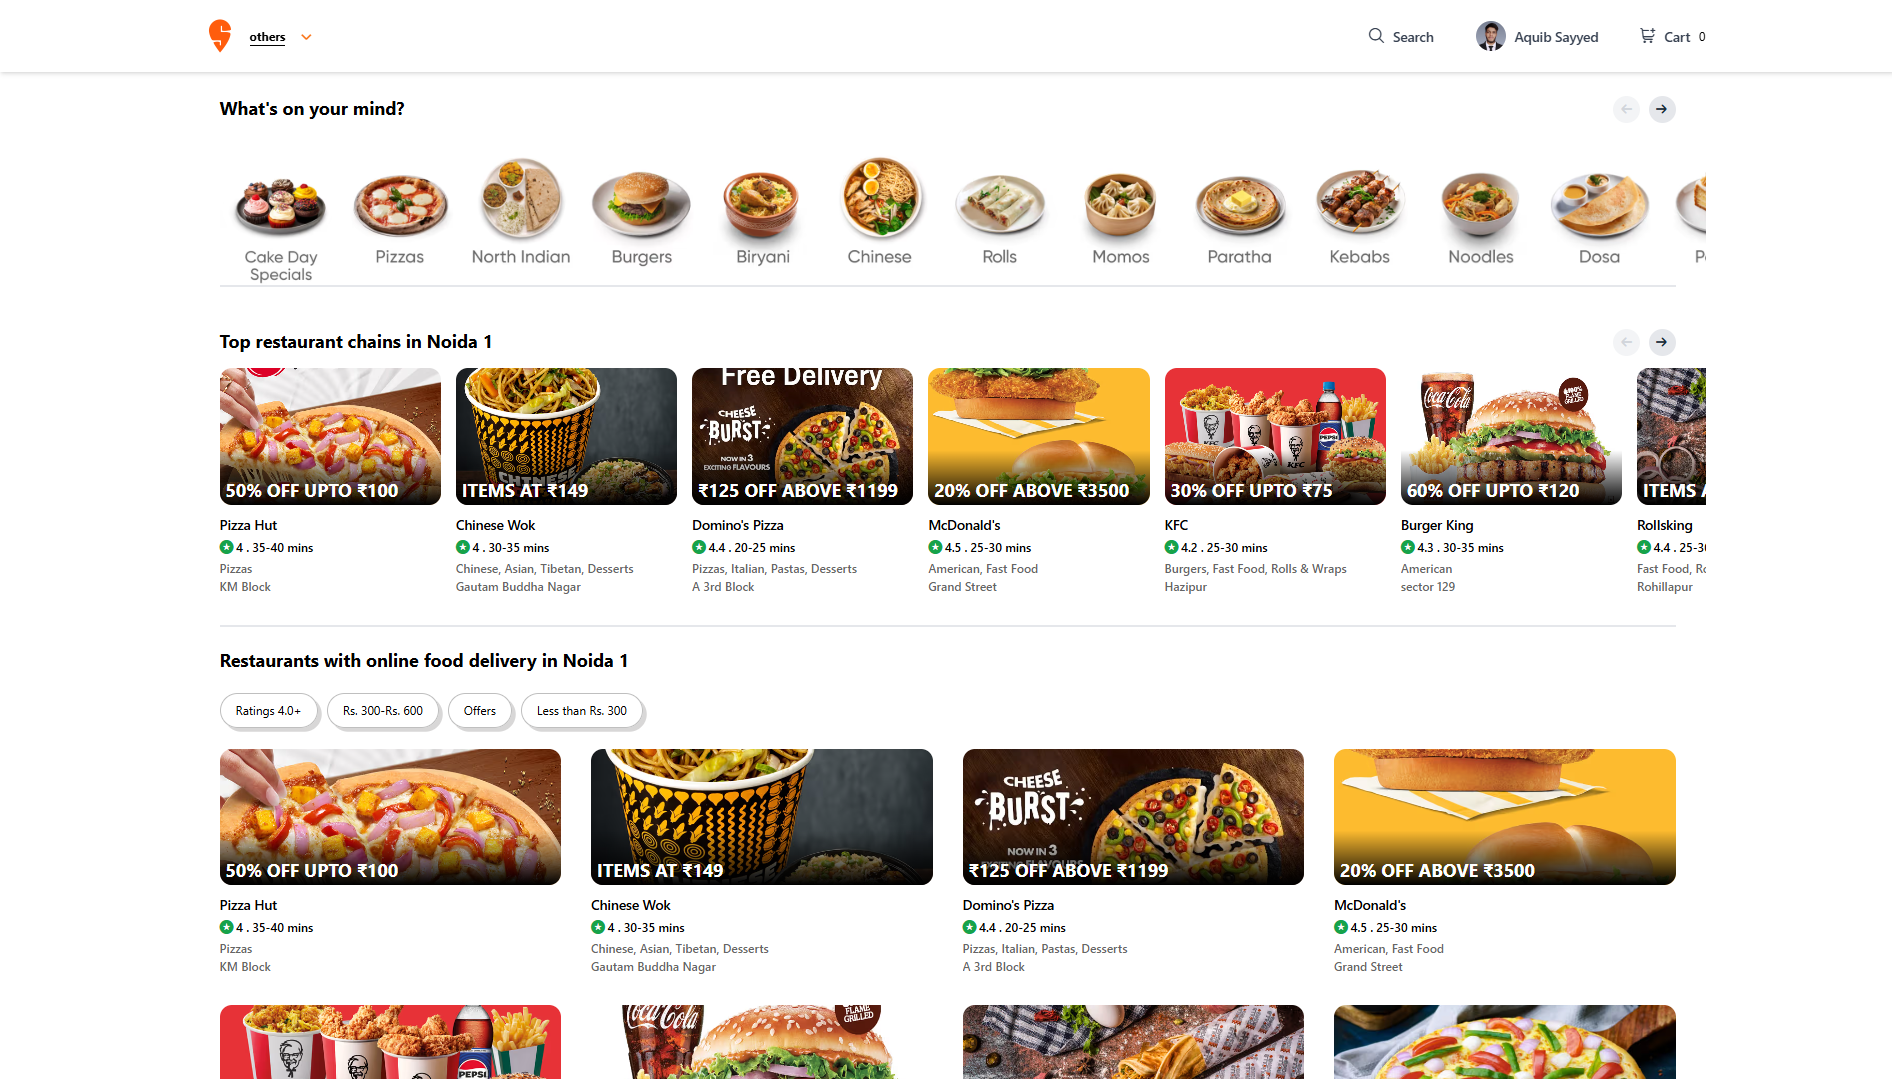 others
Search
Aquib Sayyed
Cart 0
What's on your mind?
Cake Day
Specials
Pizzas
North Indian
Burgers
Biryani
Chinese
Rolls
Momos
Paratha
Kebabs
Noodles
Dosa
Top restaurant chains in Noida 1
50% OFF UPTO ₹100
Pizza Hut
4 . 35-40 mins
Pizzas
KM Block
CHINESE
ITEMS AT ₹149
Chinese Wok
4 . 30-35 mins
Chinese, Asian, Tibetan, Desserts
Gautam Buddha Nagar
Free Delivery
CHEESE
BURST
NOW IN 3
EXCITING FLAVOURS
₹125 OFF ABOVE ₹1199
Domino's Pizza
4.4 . 20-25 mins
Pizzas, Italian, Pastas, Desserts
A 3rd Block
20% OFF ABOVE ₹3500
McDonald's
4.5 . 25-30 mins
American, Fast Food
Grand Street
KFC
PEPSI
KFC
30% OFF UPTO ₹75
KFC
4.2 . 25-30 mins
Burgers, Fast Food, Rolls & Wraps
Hazipur
Coca-Cola
FLAME
GRILLED
60% OFF UPTO ₹120
Burger King
4.3 . 30-35 mins
American
sector 129
ITEMS
Rollsking
4.4 . 25-3
Fast Food,
Rohillapur
Restaurants with online food delivery in Noida 1
Ratings 4.0+
Rs. 300-Rs. 600
Offers
Less than Rs. 300
50% OFF UPTO ₹100
Pizza Hut
4 . 35-40 mins
Pizzas
KM Block
ITEMS AT ₹149
Chinese Wok
4 . 30-35 mins
Chinese, Asian, Tibetan, Desserts
Gautam Buddha Nagar
CHEESE
BURST
NOW IN 3
EXCITING FLAVOURS
₹125 OFF ABOVE ₹1199
Domino's Pizza
4.4 . 20-25 mins
Pizzas, Italian, Pastas, Desserts
A 3rd Block
20% OFF ABOVE ₹3500
McDonald's
4.5 . 25-30 mins
American, Fast Food
Grand Street
PEPSI
Coca-Cola
FLAME
GRILLED